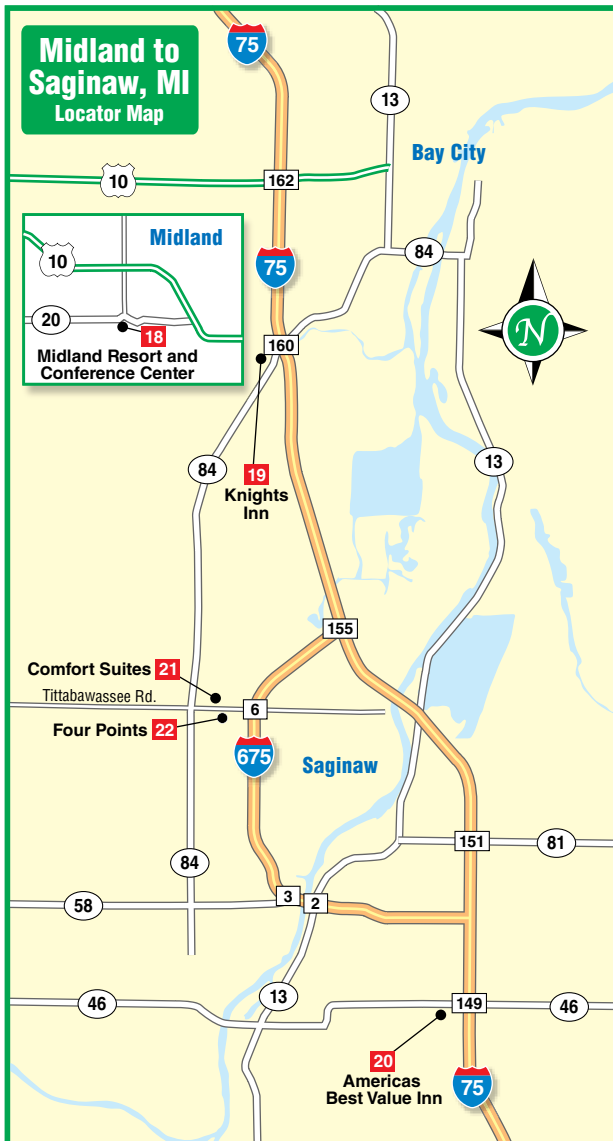 Midland to
Saginaw, MI
Locator Map
75
13
Bay City
10
162
Midland
10
20
18
Midland Resort and
Conference Center
75
84
N
160
84
19
Knights
Inn
13
155
Comfort Suites 21
Tittabawassee Rd.
6
Four Points 22
675
Saginaw
151
81
84
3
2
58
13
46
149
46
20
Americas
Best Value Inn
75